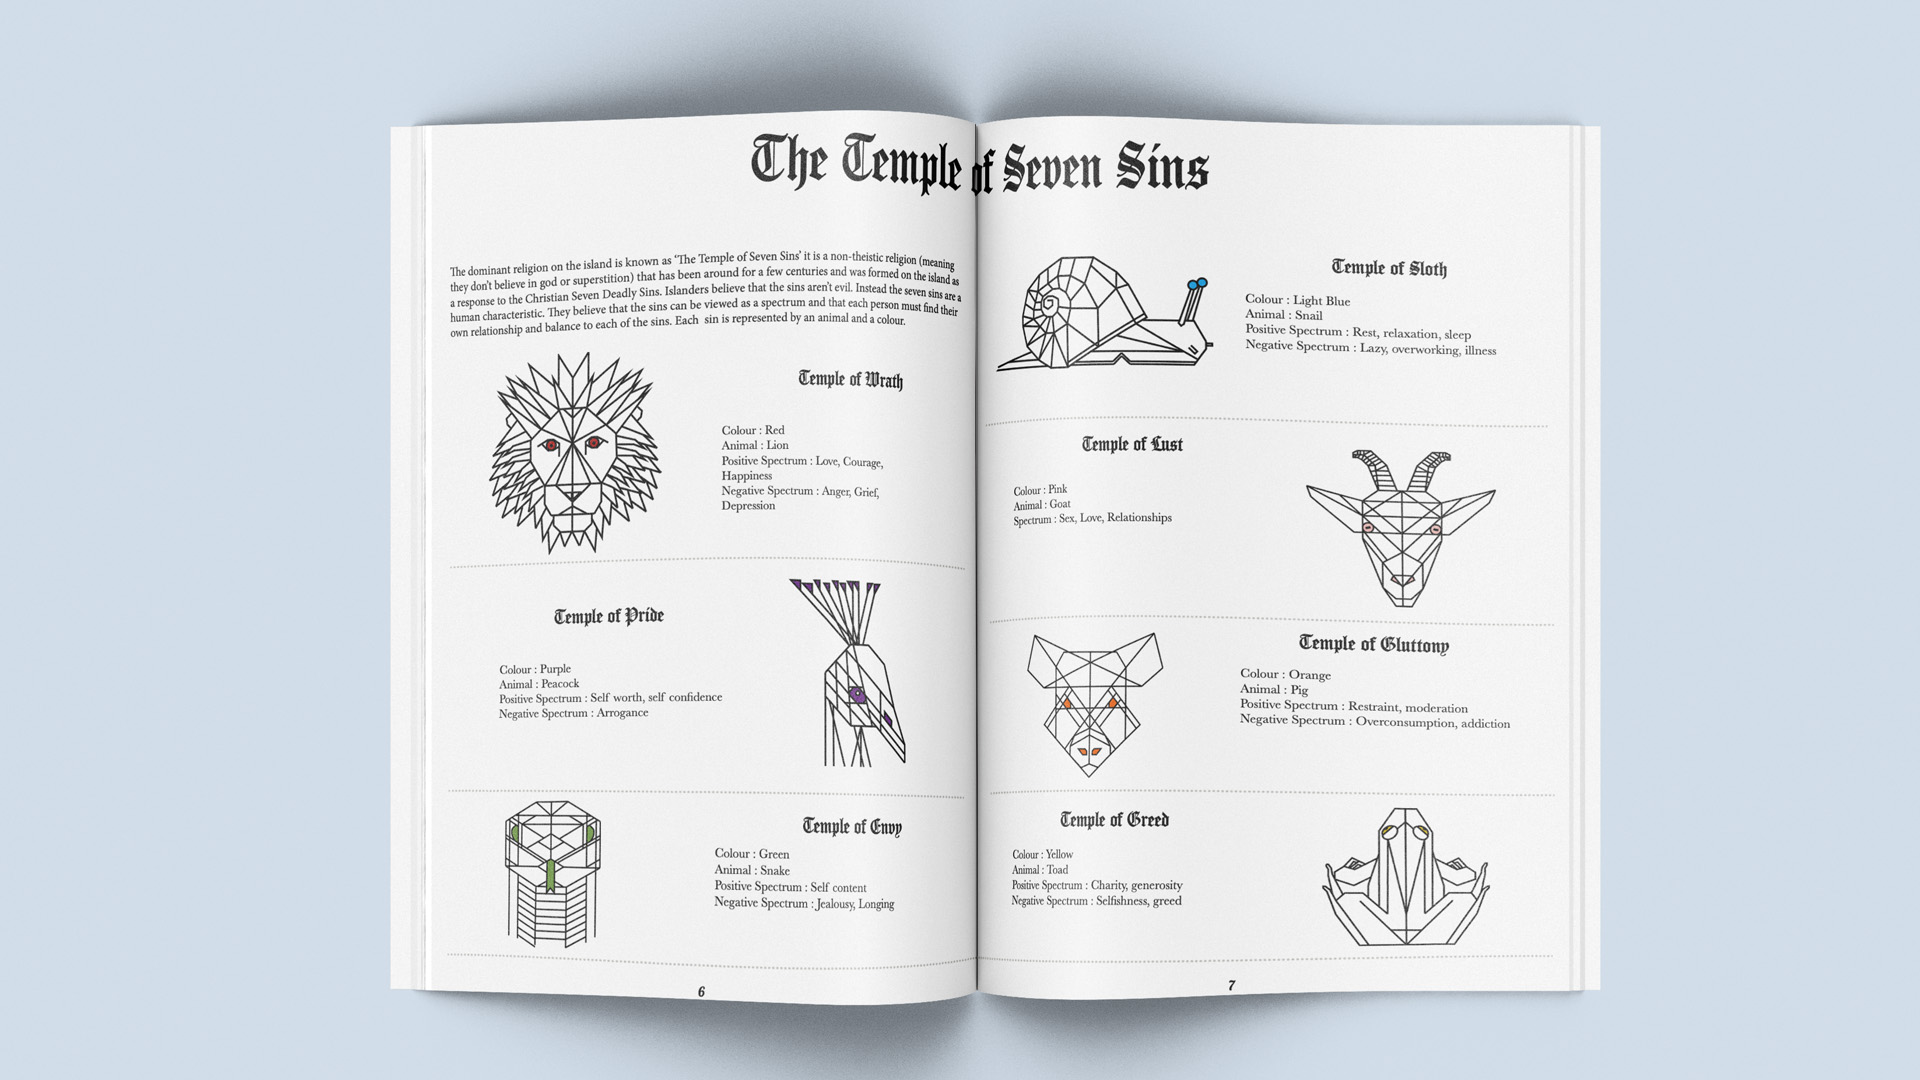 The Temple of Seven Sins
The dominant religion on the island is known as 'The Temple of Seven Sins' it is a non-theistic religion (meaning
they don't believe in god or superstition) that has been around for a few centuries and was formed on the island as
a response to the Christian Seven Deadly Sins. Islanders believe that the sins aren't evil. Instead the seven sins are a
human characteristic. They believe that the sins can be viewed as a spectrum and that each person must find their
own relationship and balance to each of the sins. Each sin is represented by an animal and a colour.
Temple of Wrath
Colour : Red
Animal : Lion
Positive Spectrum : Love, Courage,
Happiness
Negative Spectrum : Anger, Grief,
Depression
Temple of Pride
Colour : Purple
Animal : Peacock
Positive Spectrum : Self worth, self confidence
Negative Spectrum : Arrogance
Temple of Envy
Colour : Green
Animal : Snake
Positive Spectrum : Self content
Negative Spectrum : Jealousy, Longing
6
Temple of Sloth
Colour : Light Blue
Animal : Snail
Positive Spectrum : Rest, relaxation, sleep
Negative Spectrum : Lazy, overworking, illness
Temple of Lust
Colour : Pink
Animal : Goat
Spectrum : Sex, Love, Relationships
Temple of Gluttony
Colour : Orange
Animal : Pig
Positive Spectrum : Restraint, moderation
Negative Spectrum : Overconsumption, addiction
Temple of Greed
Colour : Yellow
Animal : Toad
Positive Spectrum : Charity, generosity
Negative Spectrum : Selfishness, greed
7